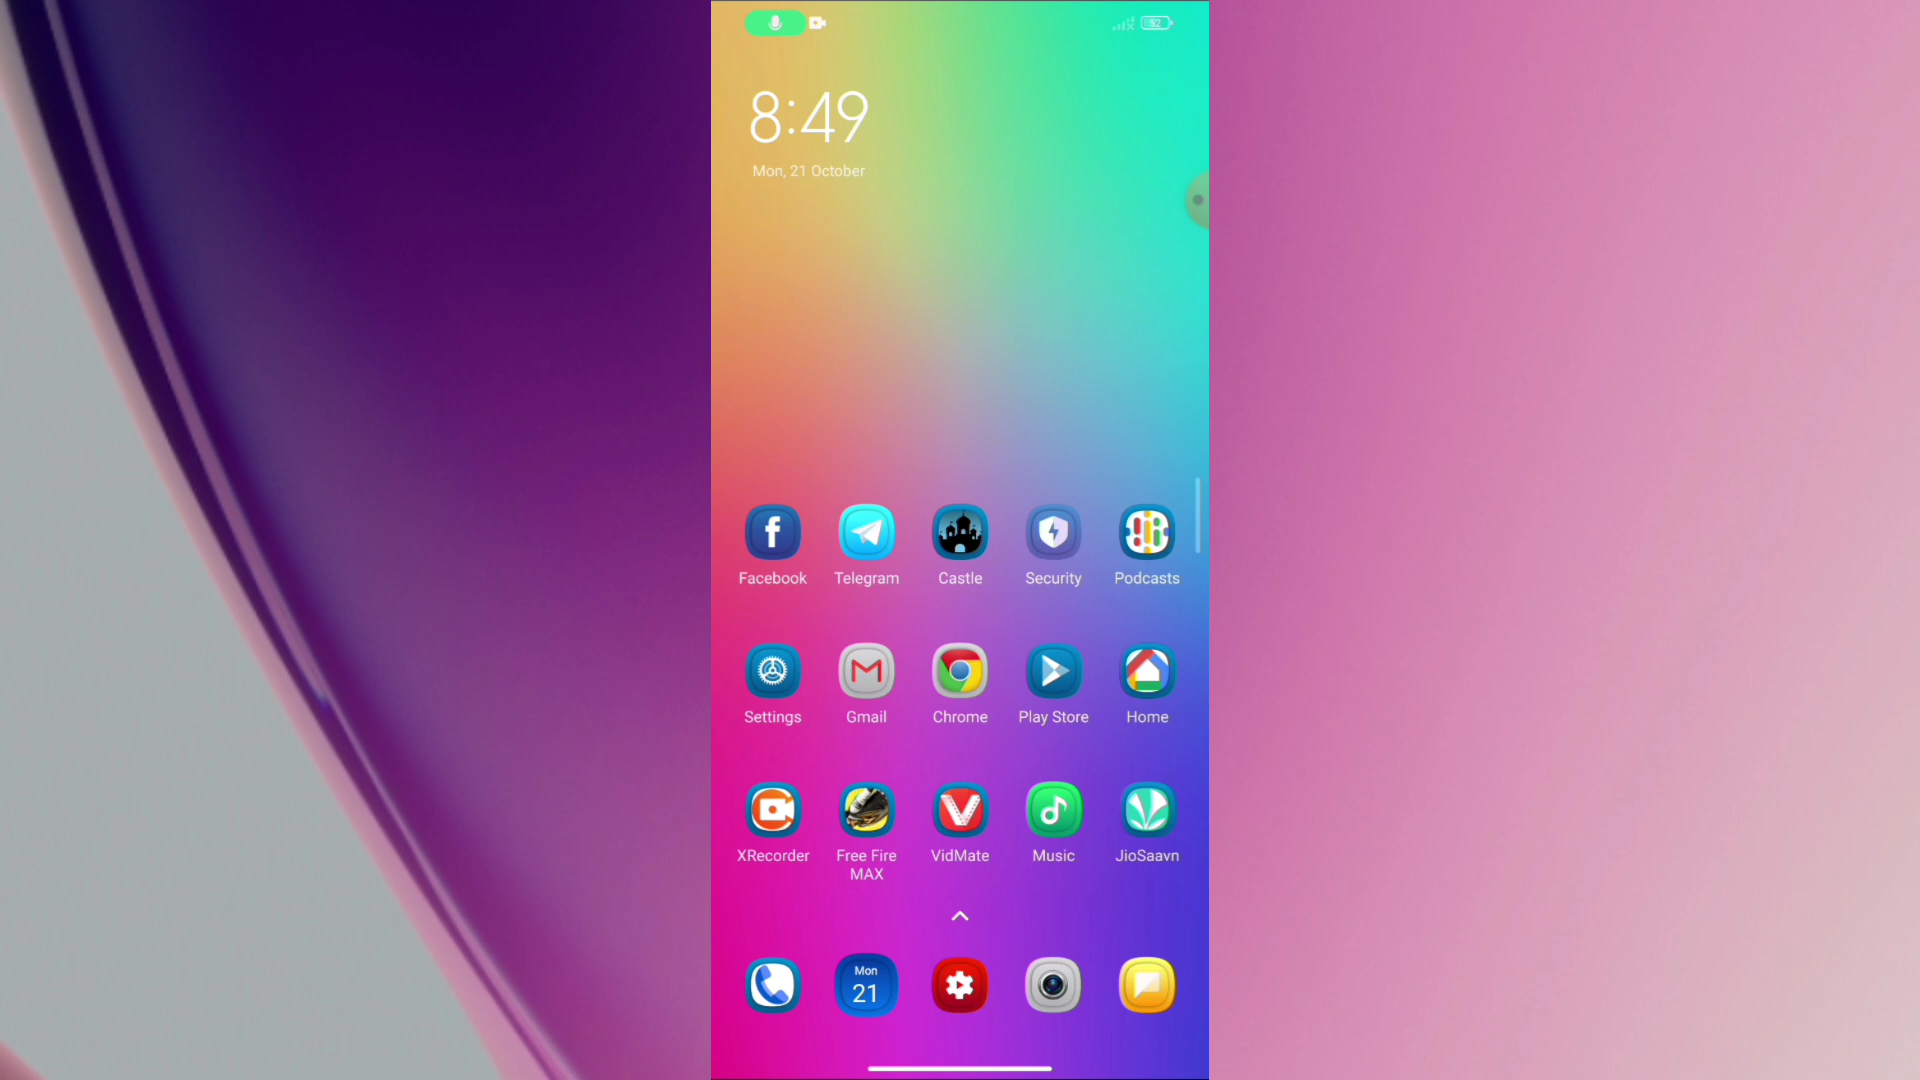 52
8:49
Mon, 21 October
Facebook Telegram Castle Security Podcasts
Settings Gmail Chrome Play Store Home
XRecorder Free Fire MAX VidMate Music JioSaavn
Mon
21